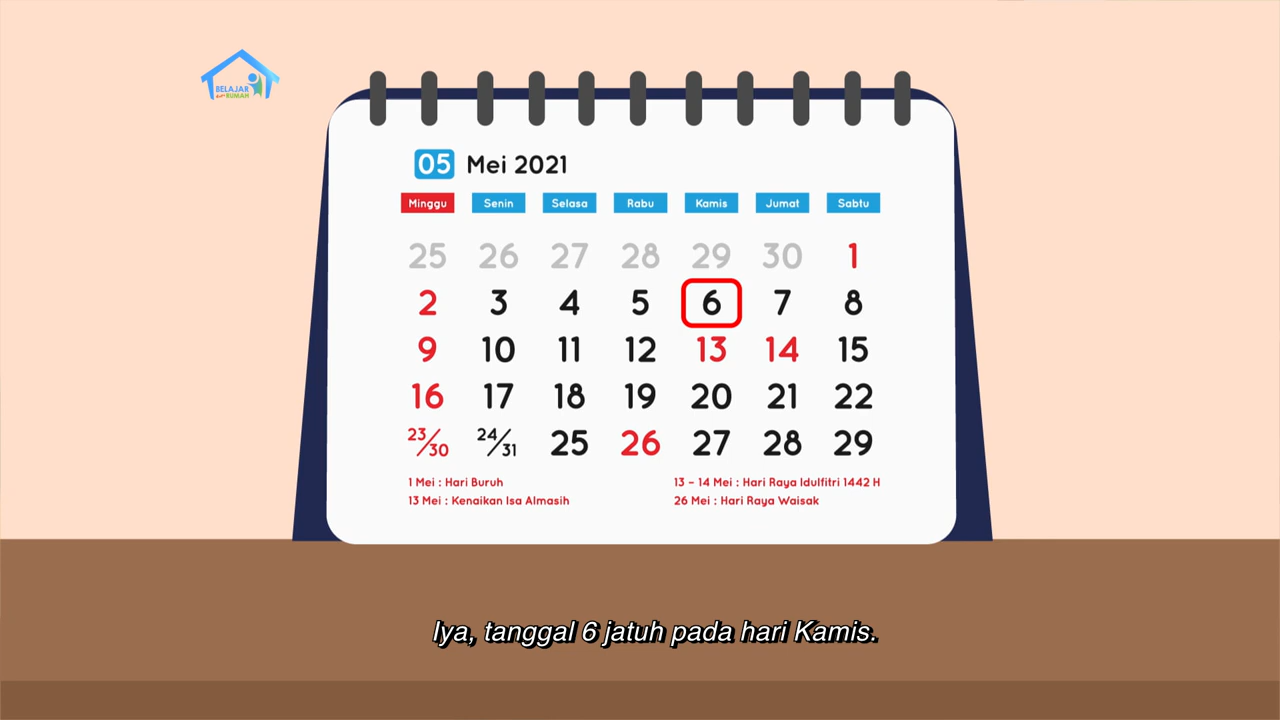 BELAJAR
dari RUMAH
05 Mei 2021
Minggu Senin Selasa Rabu Kamis Jumat Sabtu
25 26 27 28 29 30 1
2 3 4 5 6 7 8
9 10 11 12 13 14 15
16 17 18 19 20 21 22
23/30 24/31 25 26 27 28 29
1 Mei : Hari Buruh
13 Mei : Kenaikan Isa Almasih
13 – 14 Mei : Hari Raya Idulfitri 1442 H
26 Mei : Hari Raya Waisak
Iya, tanggal 6 jatuh pada hari Kamis.